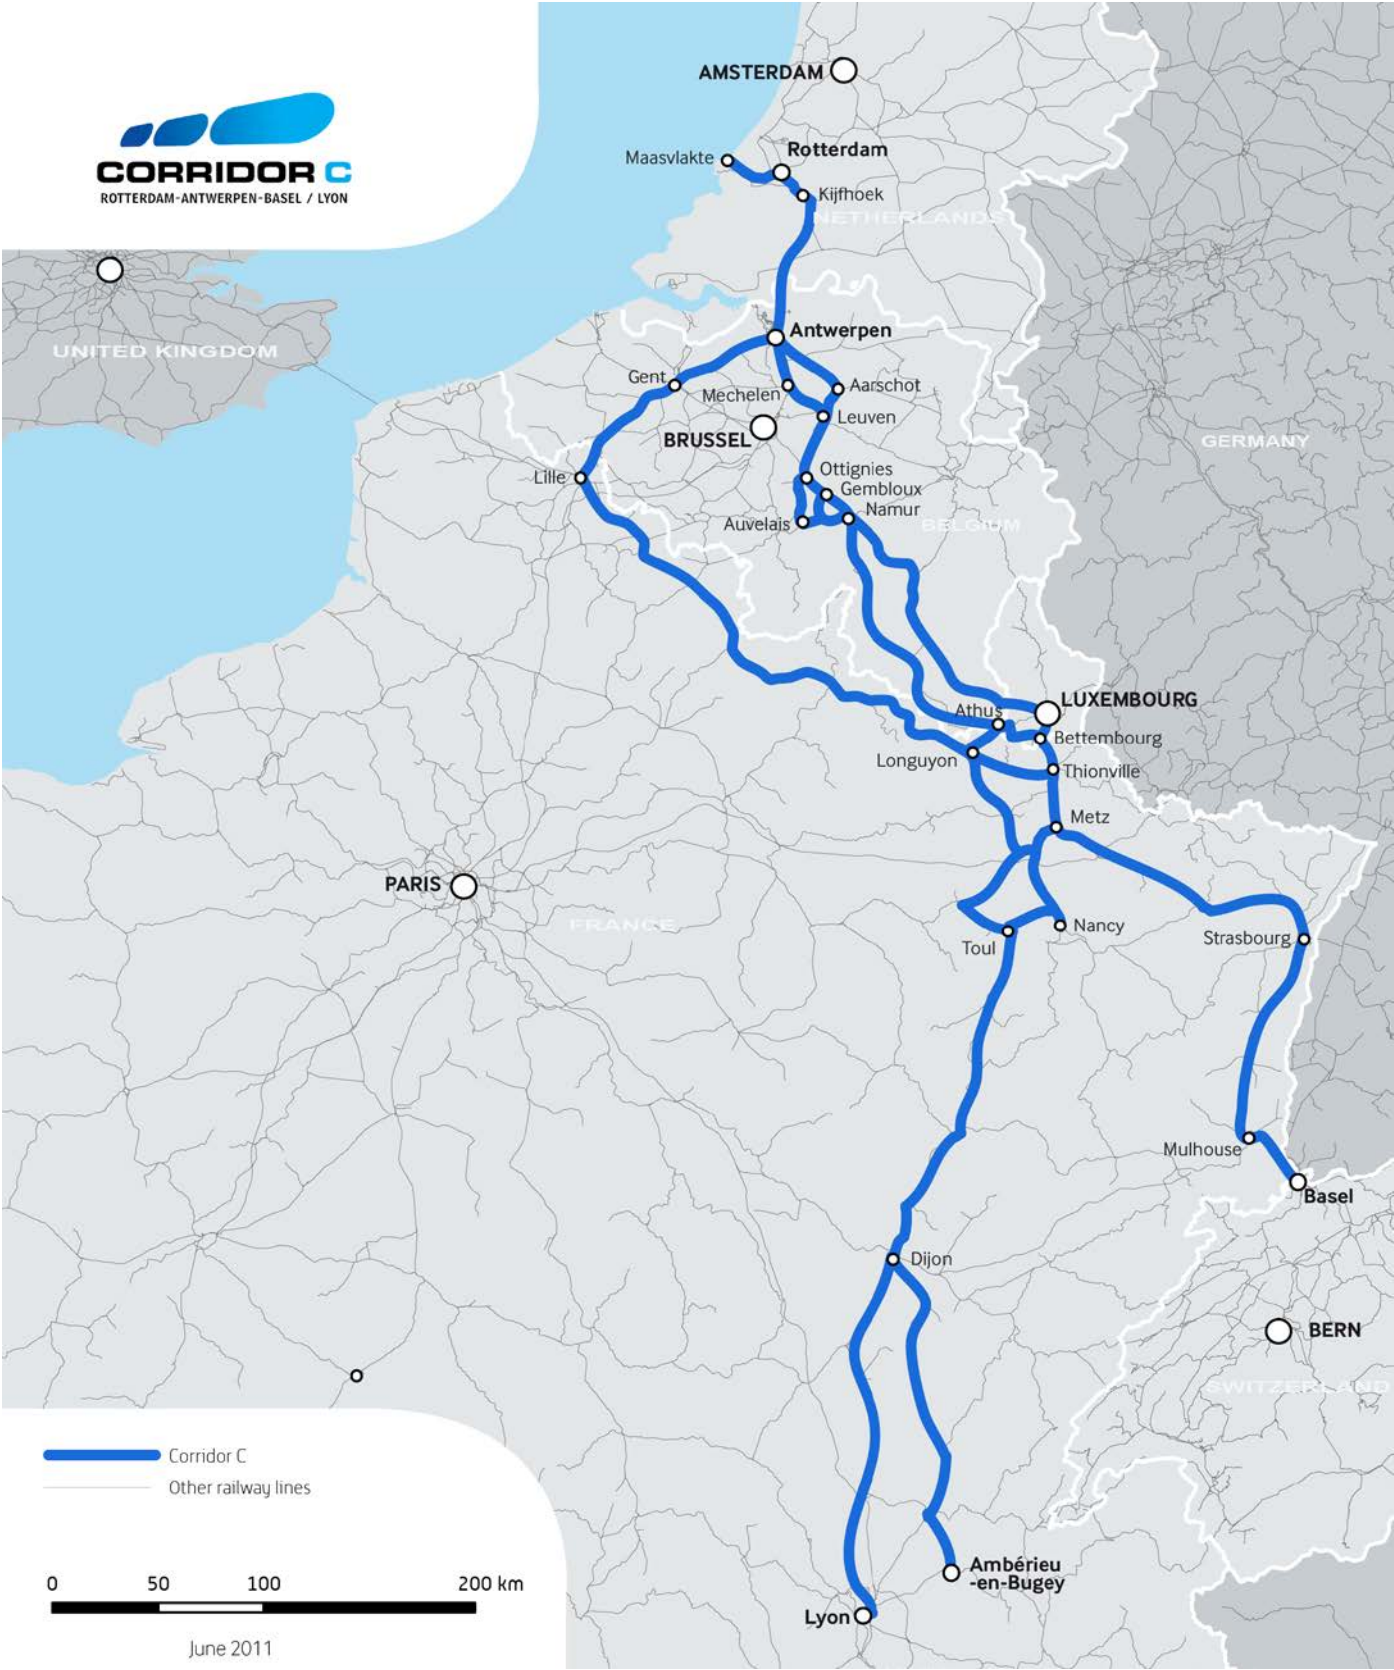 AMSTERDAM
Maasvlakte
Rotterdam
Kijfhoek
CORRIDOR C
ROTTERDAM-ANTWERPEN-BASEL / LYON
NETHERLANDS
UNITED KINGDOM
Antwerpen
Gent
Mechelen
Aarschot
Leuven
BRUSSEL
GERMANY
Lille
Ottignies
Gembloux
Namur
Auvelais
BELGIUM
LUXEMBOURG
Athus
Bettembourg
Longuyon
Thionville
Metz
PARIS
FRANCE
Nancy
Toul
Strasbourg
Mulhouse
Basel
Dijon
BERN
SWITZERLAND
Corridor C
Other railway lines
Ambérieu
-en-Bugey
Lyon
0 50 100 200 km
June 2011